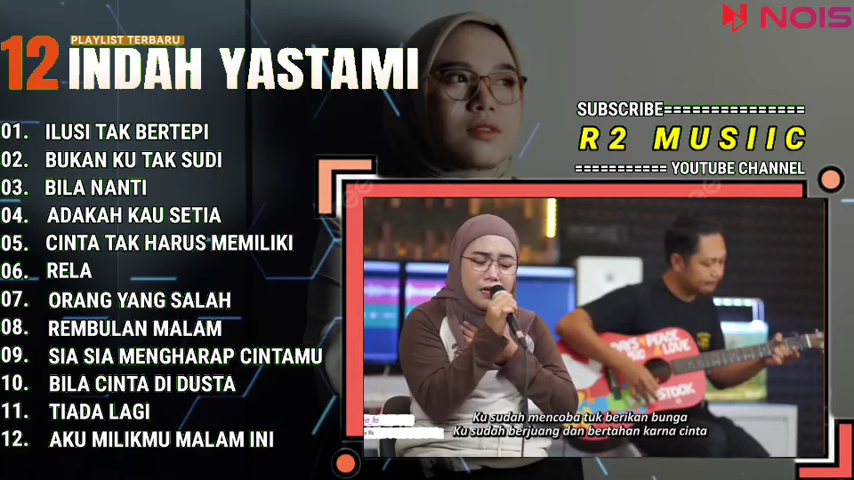 NOIS
PLAYLIST TERBARU
12 INDAH YASTAMI
01. ILUSI TAK BERTEPI
02. BUKAN KU TAK SUDI
03. BILA NANTI
04. ADAKAH KAU SETIA
05. CINTA TAK HARUS MEMILIKI
06. RELA
07. ORANG YANG SALAH
08. REMBULAN MALAM
09. SIA SIA MENGHARAP CINTAMU
10. BILA CINTA DI DUSTA
11. TIADA LAGI
12. AKU MILIKMU MALAM INI
SUBSCRIBE===============
R2 MUSIIC
=========== YOUTUBE CHANNEL
PEACE
LOVE
STOCK
Ku sudah mencoba tuk berikan bunga
Ku sudah berjuang dan bertahan karna cinta